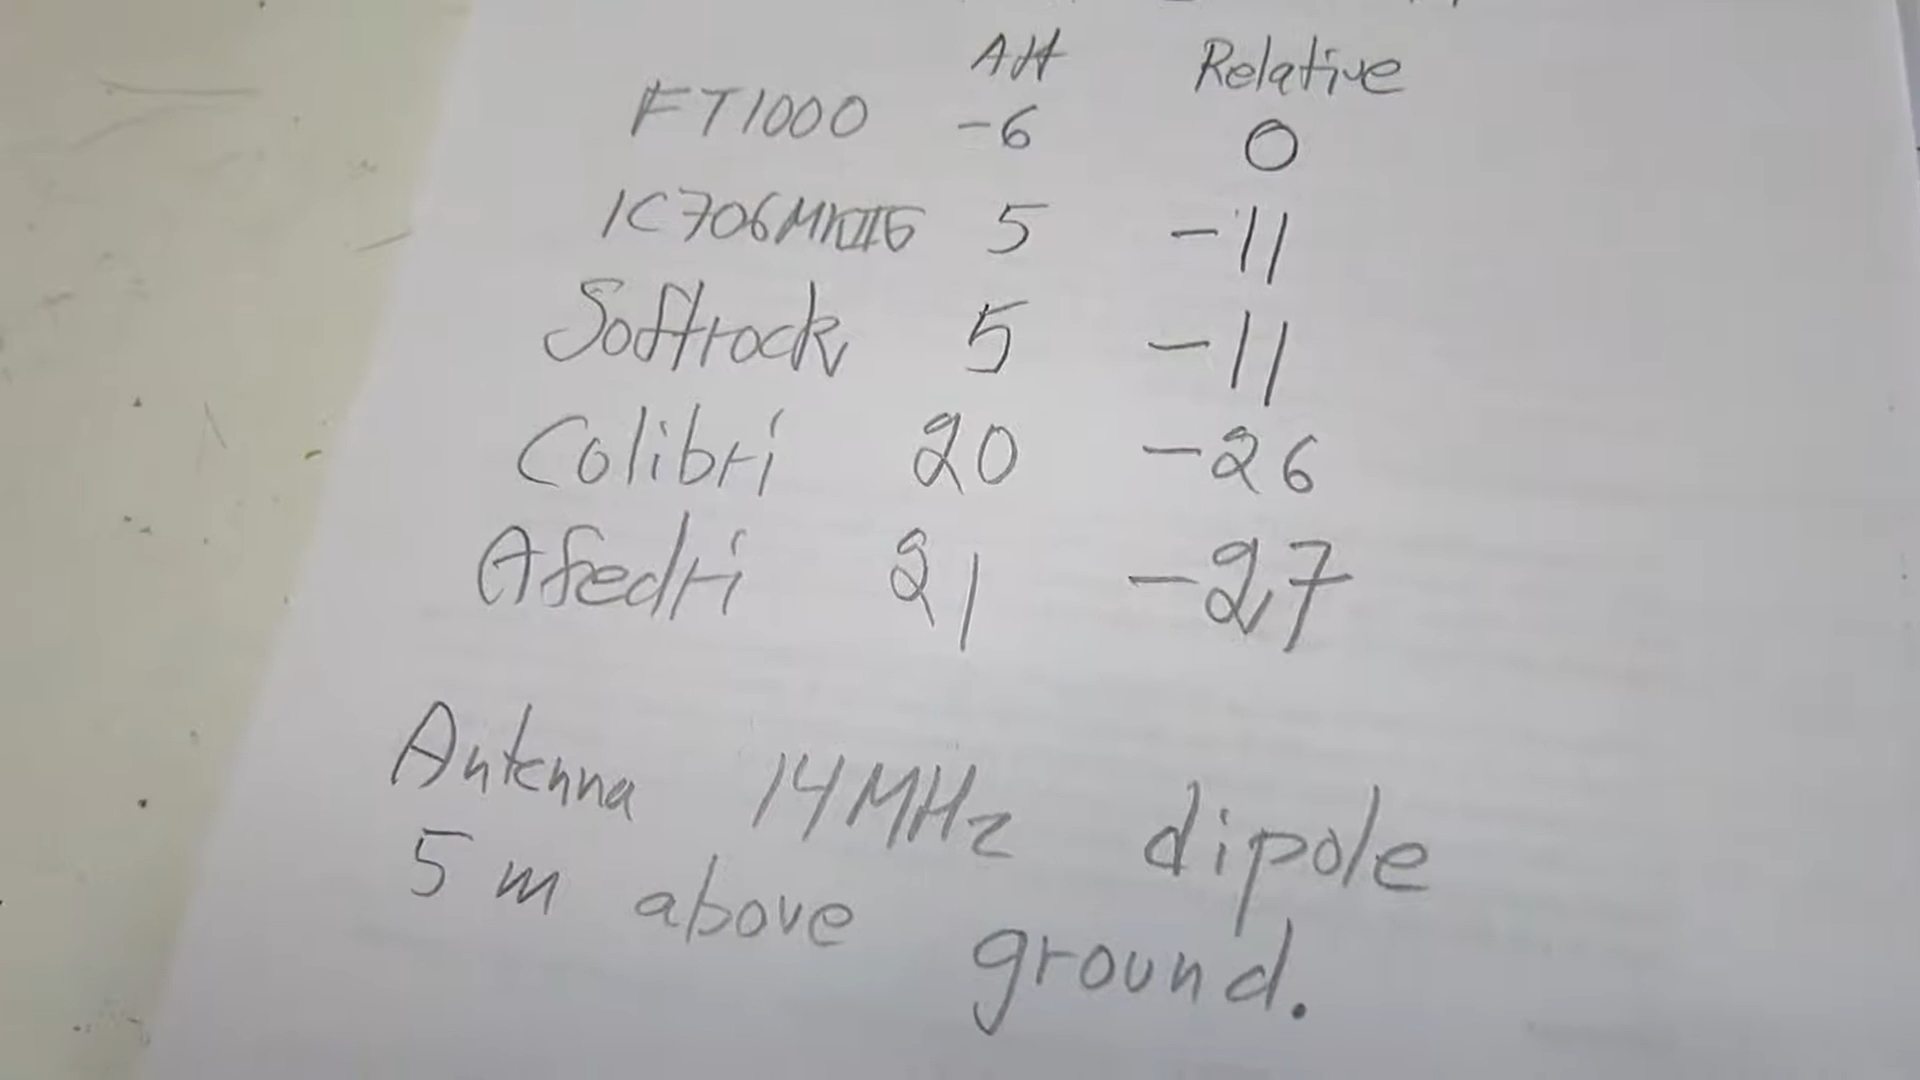 Att Relative
FT1000 -6 0
IC706MKIIG 5 -11
Softrock 5 -11
Colibri 20 -26
Afedri 21 -27
Antenna 14MHz dipole
5 m above ground.